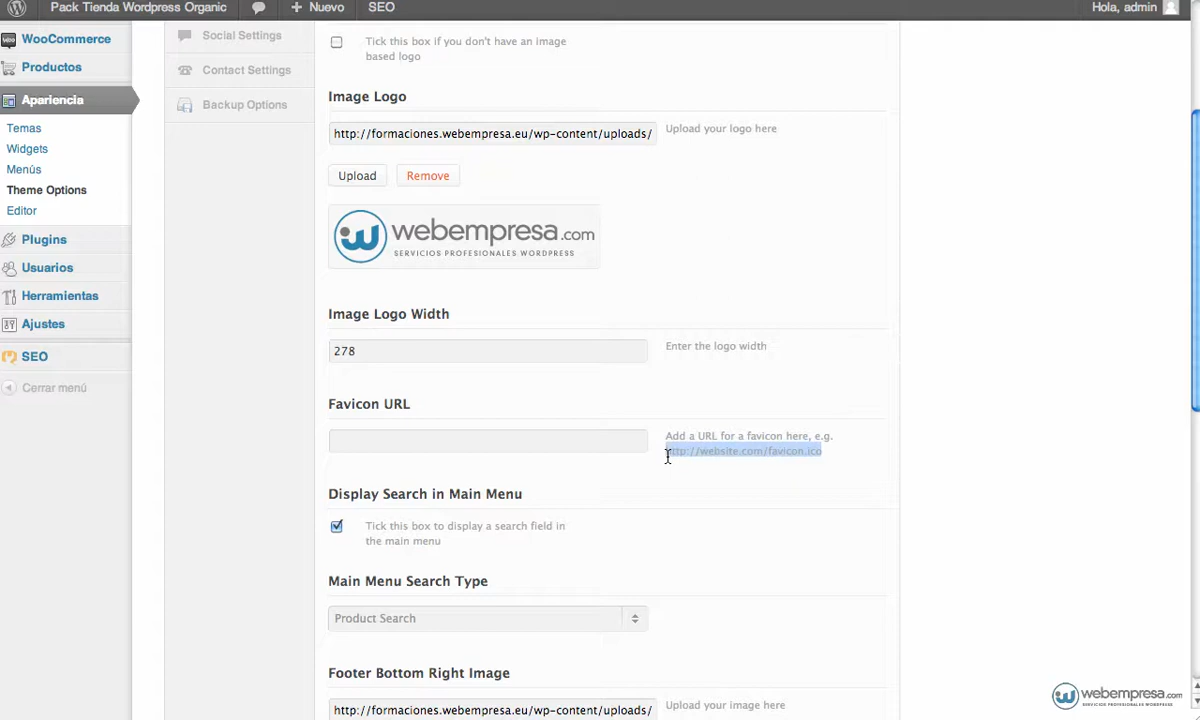 Pack Tienda Wordpress Organic
Nuevo
SEO
Hola, admin
WooCommerce
Productos
Apariencia
Temas
Widgets
Menús
Theme Options
Editor
Plugins
Usuarios
Herramientas
Ajustes
SEO
Cerrar menú
Social Settings
Contact Settings
Backup Options
Tick this box if you don't have an image
based logo
Image Logo
http://formaciones.webempresa.eu/wp-content/uploads/
Upload your logo here
Upload
Remove
webempresa.com
SERVICIOS PROFESIONALES WORDPRESS
Image Logo Width
278
Enter the logo width
Favicon URL
Add a URL for a favicon here, e.g.
http://website.com/favicon.ico
Display Search in Main Menu
Tick this box to display a search field in
the main menu
Main Menu Search Type
Product Search
Footer Bottom Right Image
http://formaciones.webempresa.eu/wp-content/uploads/
Upload your image here
webempresa.com
SERVICIOS PROFESIONALES WORDPRESS